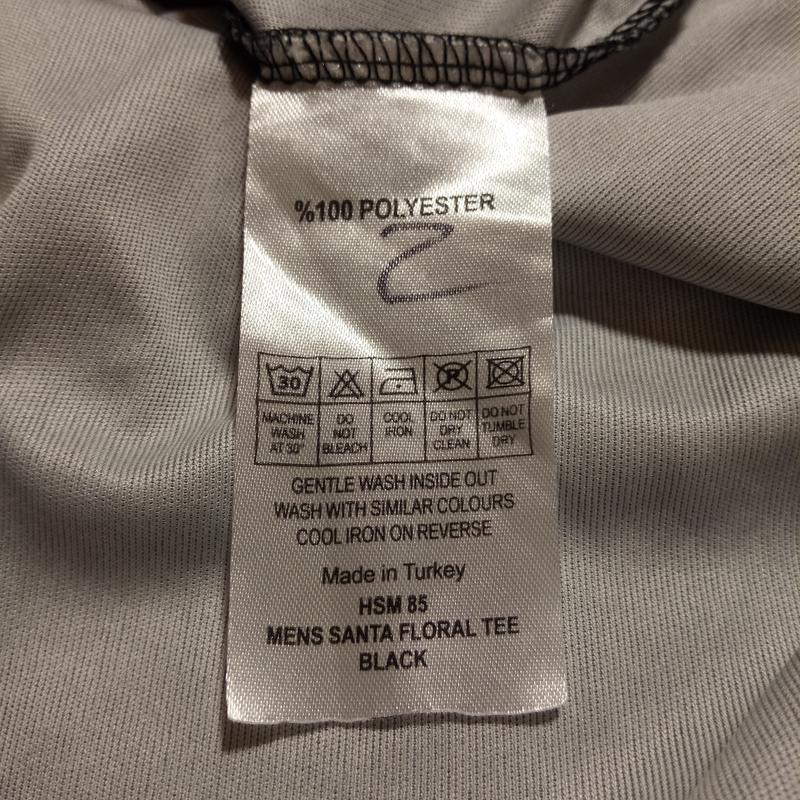 %100 POLYESTER
2
30
P
MACHINE WASH AT 30°
DO NOT BLEACH
COOL IRON
DO NOT DRY CLEAN
DO NOT TUMBLE DRY
GENTLE WASH INSIDE OUT
WASH WITH SIMILAR COLOURS
COOL IRON ON REVERSE
Made in Turkey
HSM 85
MENS SANTA FLORAL TEE
BLACK